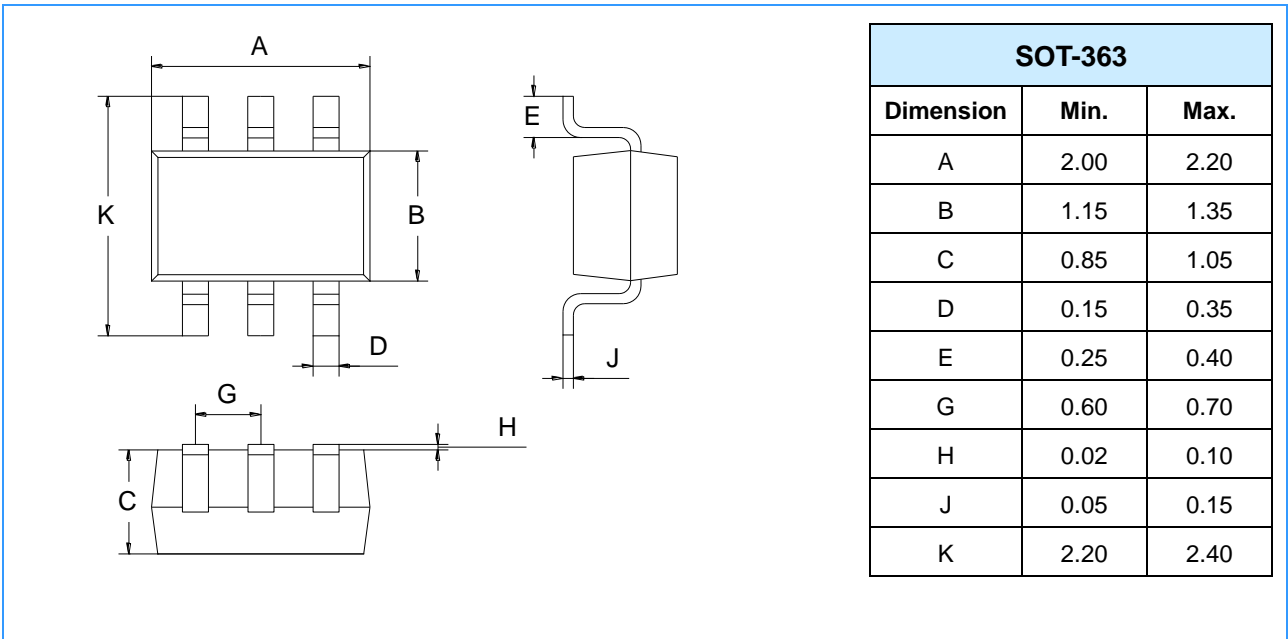 A
K
B
D
G
H
C
E
J
SOT-363
Dimension Min. Max.
A 2.00 2.20
B 1.15 1.35
C 0.85 1.05
D 0.15 0.35
E 0.25 0.40
G 0.60 0.70
H 0.02 0.10
J 0.05 0.15
K 2.20 2.40